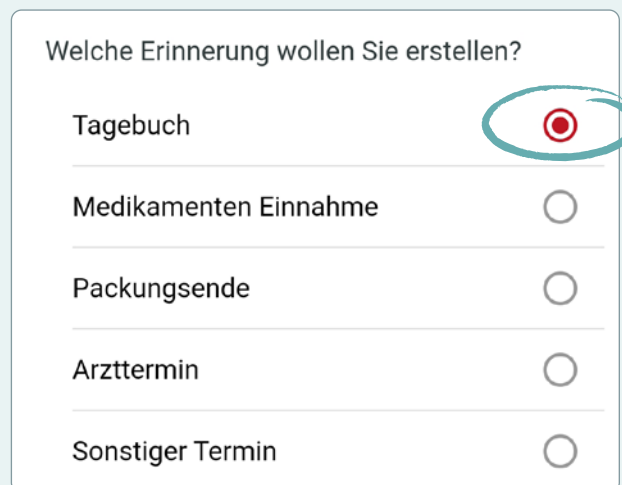 Welche Erinnerung wollen Sie erstellen?
Tagebuch
Medikamenten Einnahme
Packungsende
Arzttermin
Sonstiger Termin